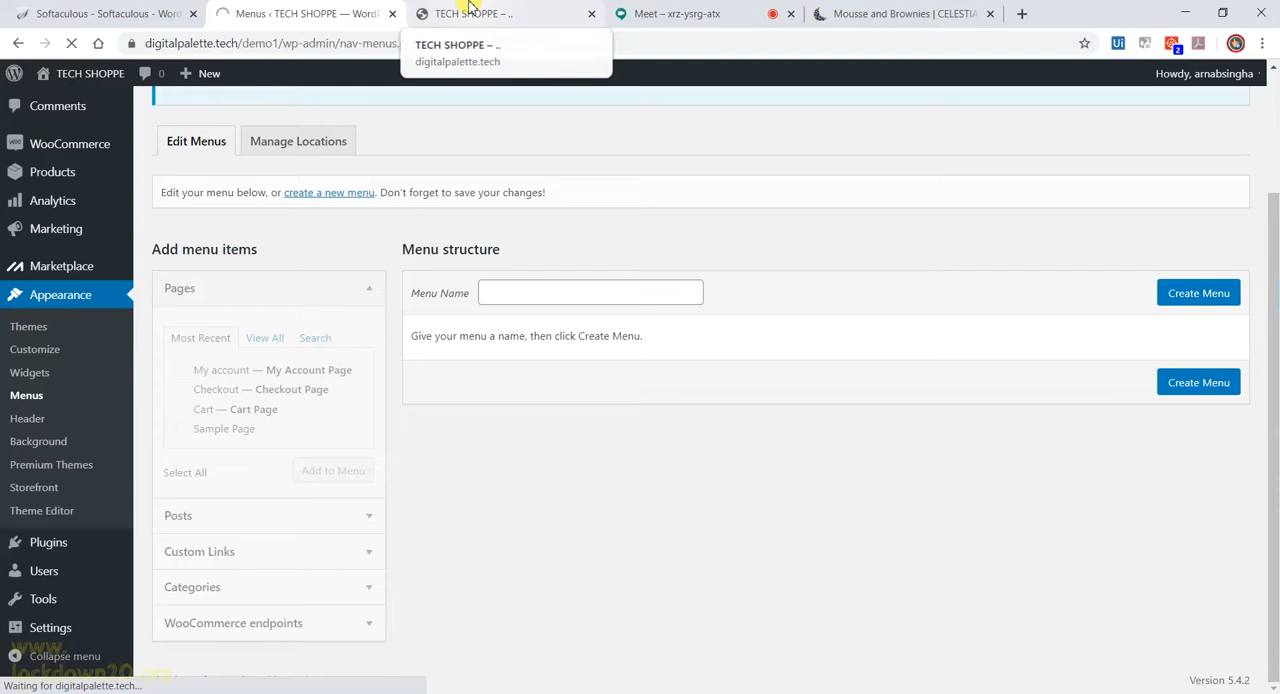 Softaculous - Softaculous - WordP
Menus ‹ TECH SHOPPE — WordP
TECH SHOPPE – ..
Meet – xrz-ysrg-atx
Mousse and Brownies | CELESTIA
digitalpalette.tech/demo1/wp-admin/nav-menus.
TECH SHOPPE – ..
digitalpalette.tech
2
TECH SHOPPE
0
New
Howdy, arnabsingha
Comments
WooCommerce
Products
Analytics
Marketing
Marketplace
Appearance
Themes
Customize
Widgets
Menus
Header
Background
Premium Themes
Storefront
Theme Editor
Plugins
Users
Tools
Settings
Collapse menu
Edit Menus
Manage Locations
Edit your menu below, or create a new menu. Don't forget to save your changes!
Add menu items
Menu structure
Pages
Most Recent
View All
Search
My account — My Account Page
Checkout — Checkout Page
Cart — Cart Page
Sample Page
Select All
Add to Menu
Posts
Custom Links
Categories
WooCommerce endpoints
Menu Name
Create Menu
Give your menu a name, then click Create Menu.
Create Menu
www.
lockdown20.org
Waiting for digitalpalette.tech...
Version 5.4.2